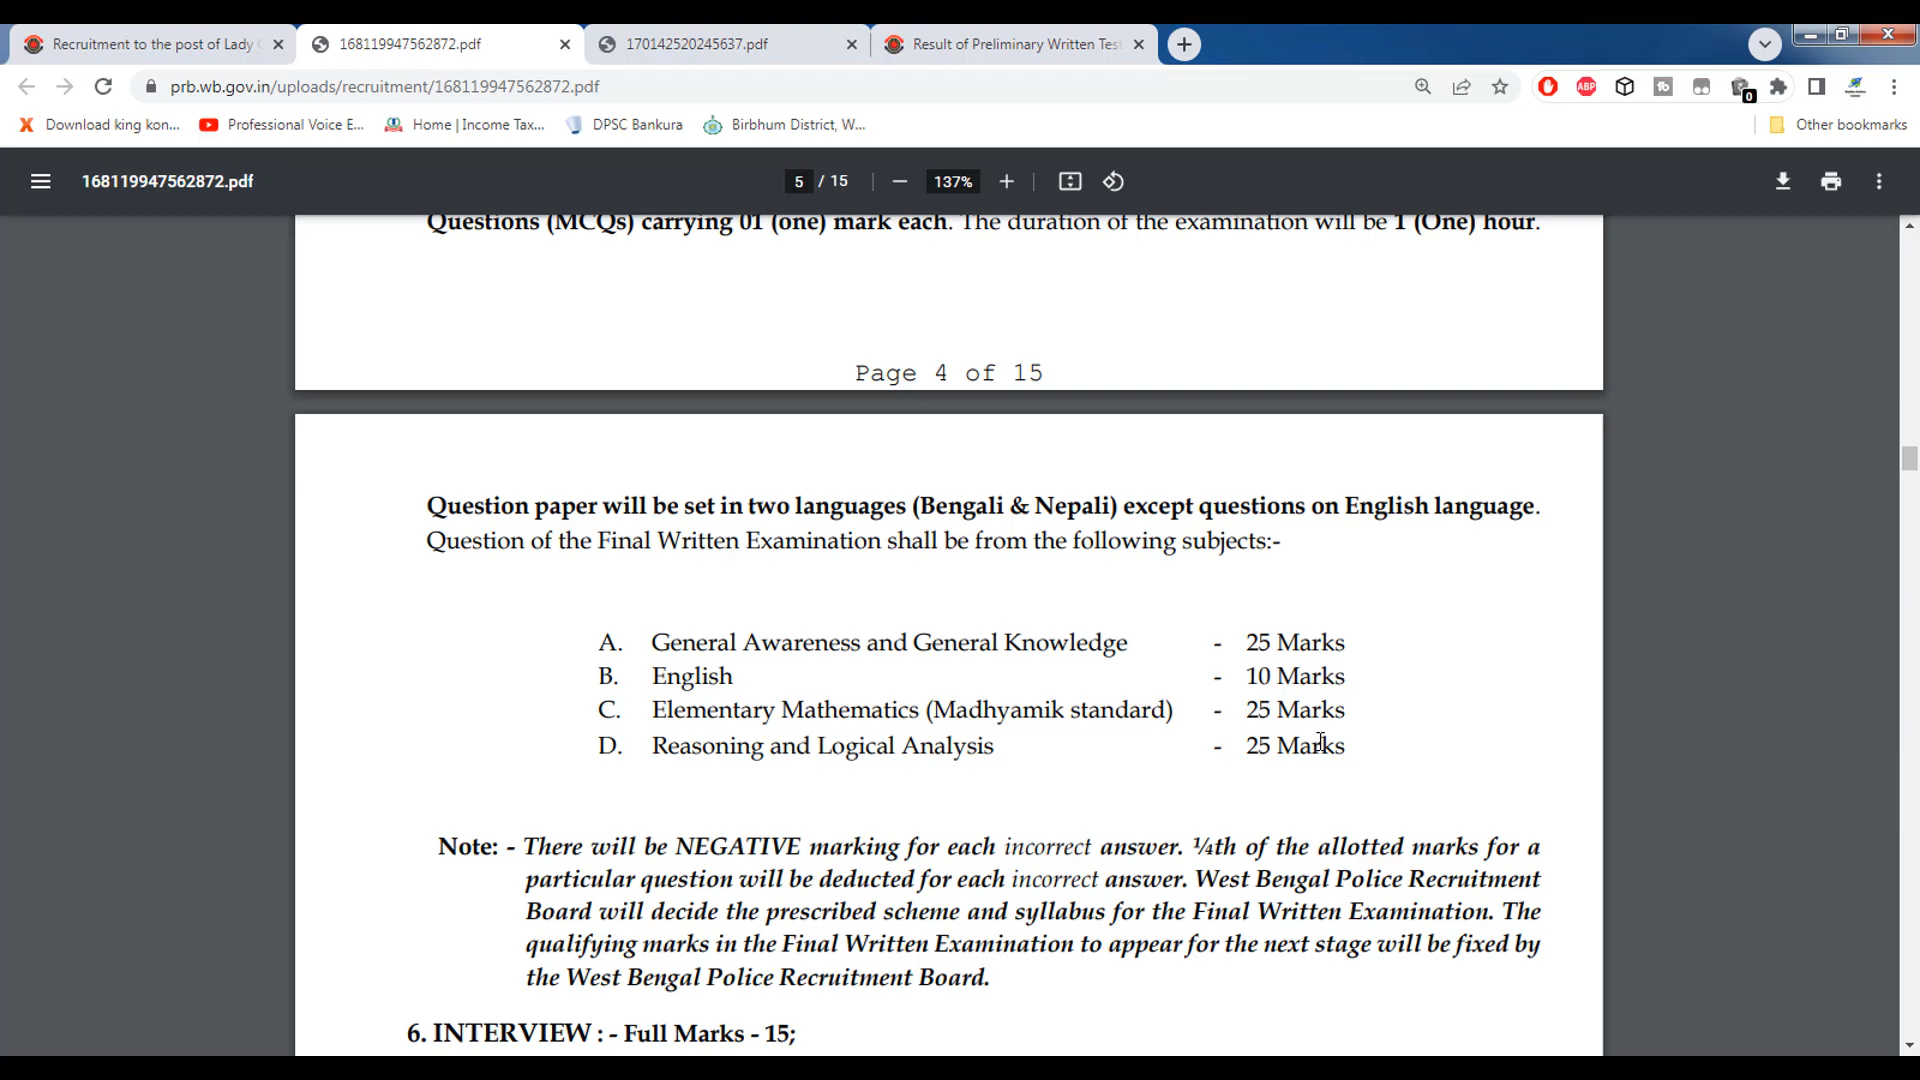 Recruitment to the post of Lady C
168119947562872.pdf
170142520245637.pdf
Result of Preliminary Written Test
prb.wb.gov.in/uploads/recruitment/168119947562872.pdf
ABP
0
Download king kon...
Professional Voice E...
Home | Income Tax...
DPSC Bankura
Birbhum District, W...
Other bookmarks
168119947562872.pdf
5 / 15
137%
Questions (MCQs) carrying 01 (one) mark each. The duration of the examination will be 1 (One) hour.
Page 4 of 15
Question paper will be set in two languages (Bengali & Nepali) except questions on English language.
Question of the Final Written Examination shall be from the following subjects:-
A. General Awareness and General Knowledge - 25 Marks
B. English - 10 Marks
C. Elementary Mathematics (Madhyamik standard) - 25 Marks
D. Reasoning and Logical Analysis - 25 Marks
Note: - There will be NEGATIVE marking for each incorrect answer. ¼th of the allotted marks for a
particular question will be deducted for each incorrect answer. West Bengal Police Recruitment
Board will decide the prescribed scheme and syllabus for the Final Written Examination. The
qualifying marks in the Final Written Examination to appear for the next stage will be fixed by
the West Bengal Police Recruitment Board.
6. INTERVIEW : - Full Marks - 15;